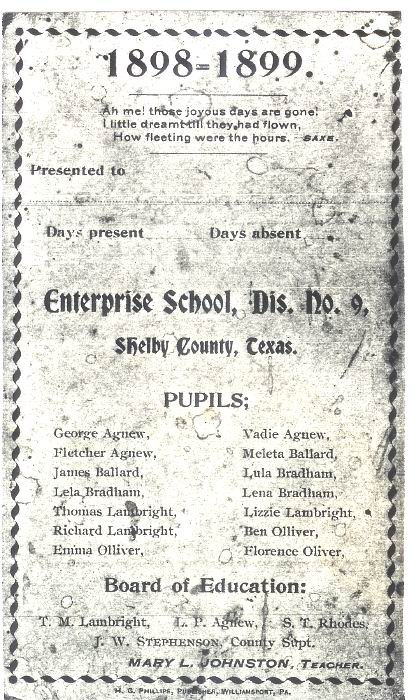 1898=1899.
Ah me! those joyous days are gone!
I little dreamt till they had flown,
How fleeting were the hours. - SAXE
Presented to
Days present Days absent
Enterprise School, Dis. No. 9,
Shelby County, Texas.
PUPILS;
George Agnew, Vadie Agnew,
Fletcher Agnew, Meleta Ballard,
James Ballard, Lula Bradham,
Lela Bradham, Lena Bradham,
Thomas Lambright, Lizzie Lambright,
Richard Lambright, Ben Olliver,
Emma Olliver, Florence Oliver,
Board of Education:
T. M. Lambright, L. P. Agnew, S. T. Rhodes,
J. W. STEPHENSON, County Supt.
MARY L. JOHNSTON, TEACHER.
H. G. PHILLIPS, PUBLISHER, WILLIAMSPORT, PA.